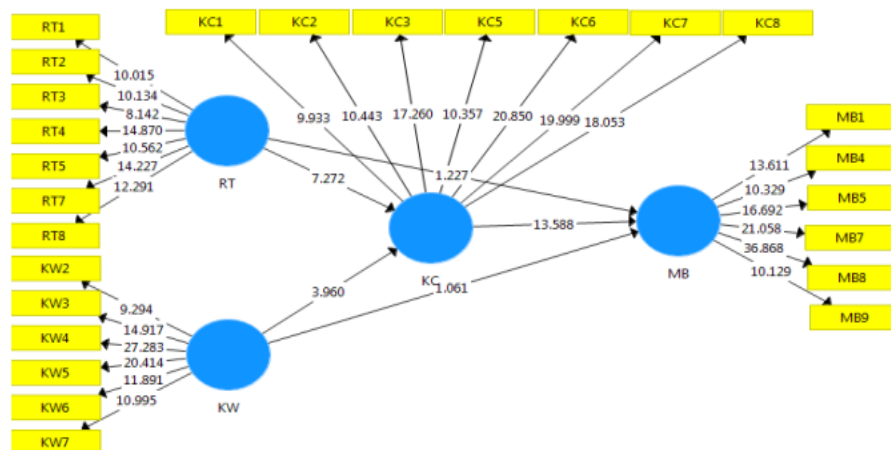 KC1 KC2 KC3 KC5 KC6 KC7 KC8
RT1
RT2
RT3
RT4
RT5
RT7
RT8
10.015
10.134
8.142
14.870
10.562
14.227
12.291
RT
9.933
10.443
17.260
10.357
20.850
19.999
18.053
7.272
1.227
KC
13.588
3.960
1.061
MB
13.611
10.329
16.692
21.058
36.868
10.129
MB1
MB4
MB5
MB7
MB8
MB9
KW2
KW3
KW4
KW5
KW6
KW7
9.294
14.917
27.283
20.414
11.891
10.995
KW